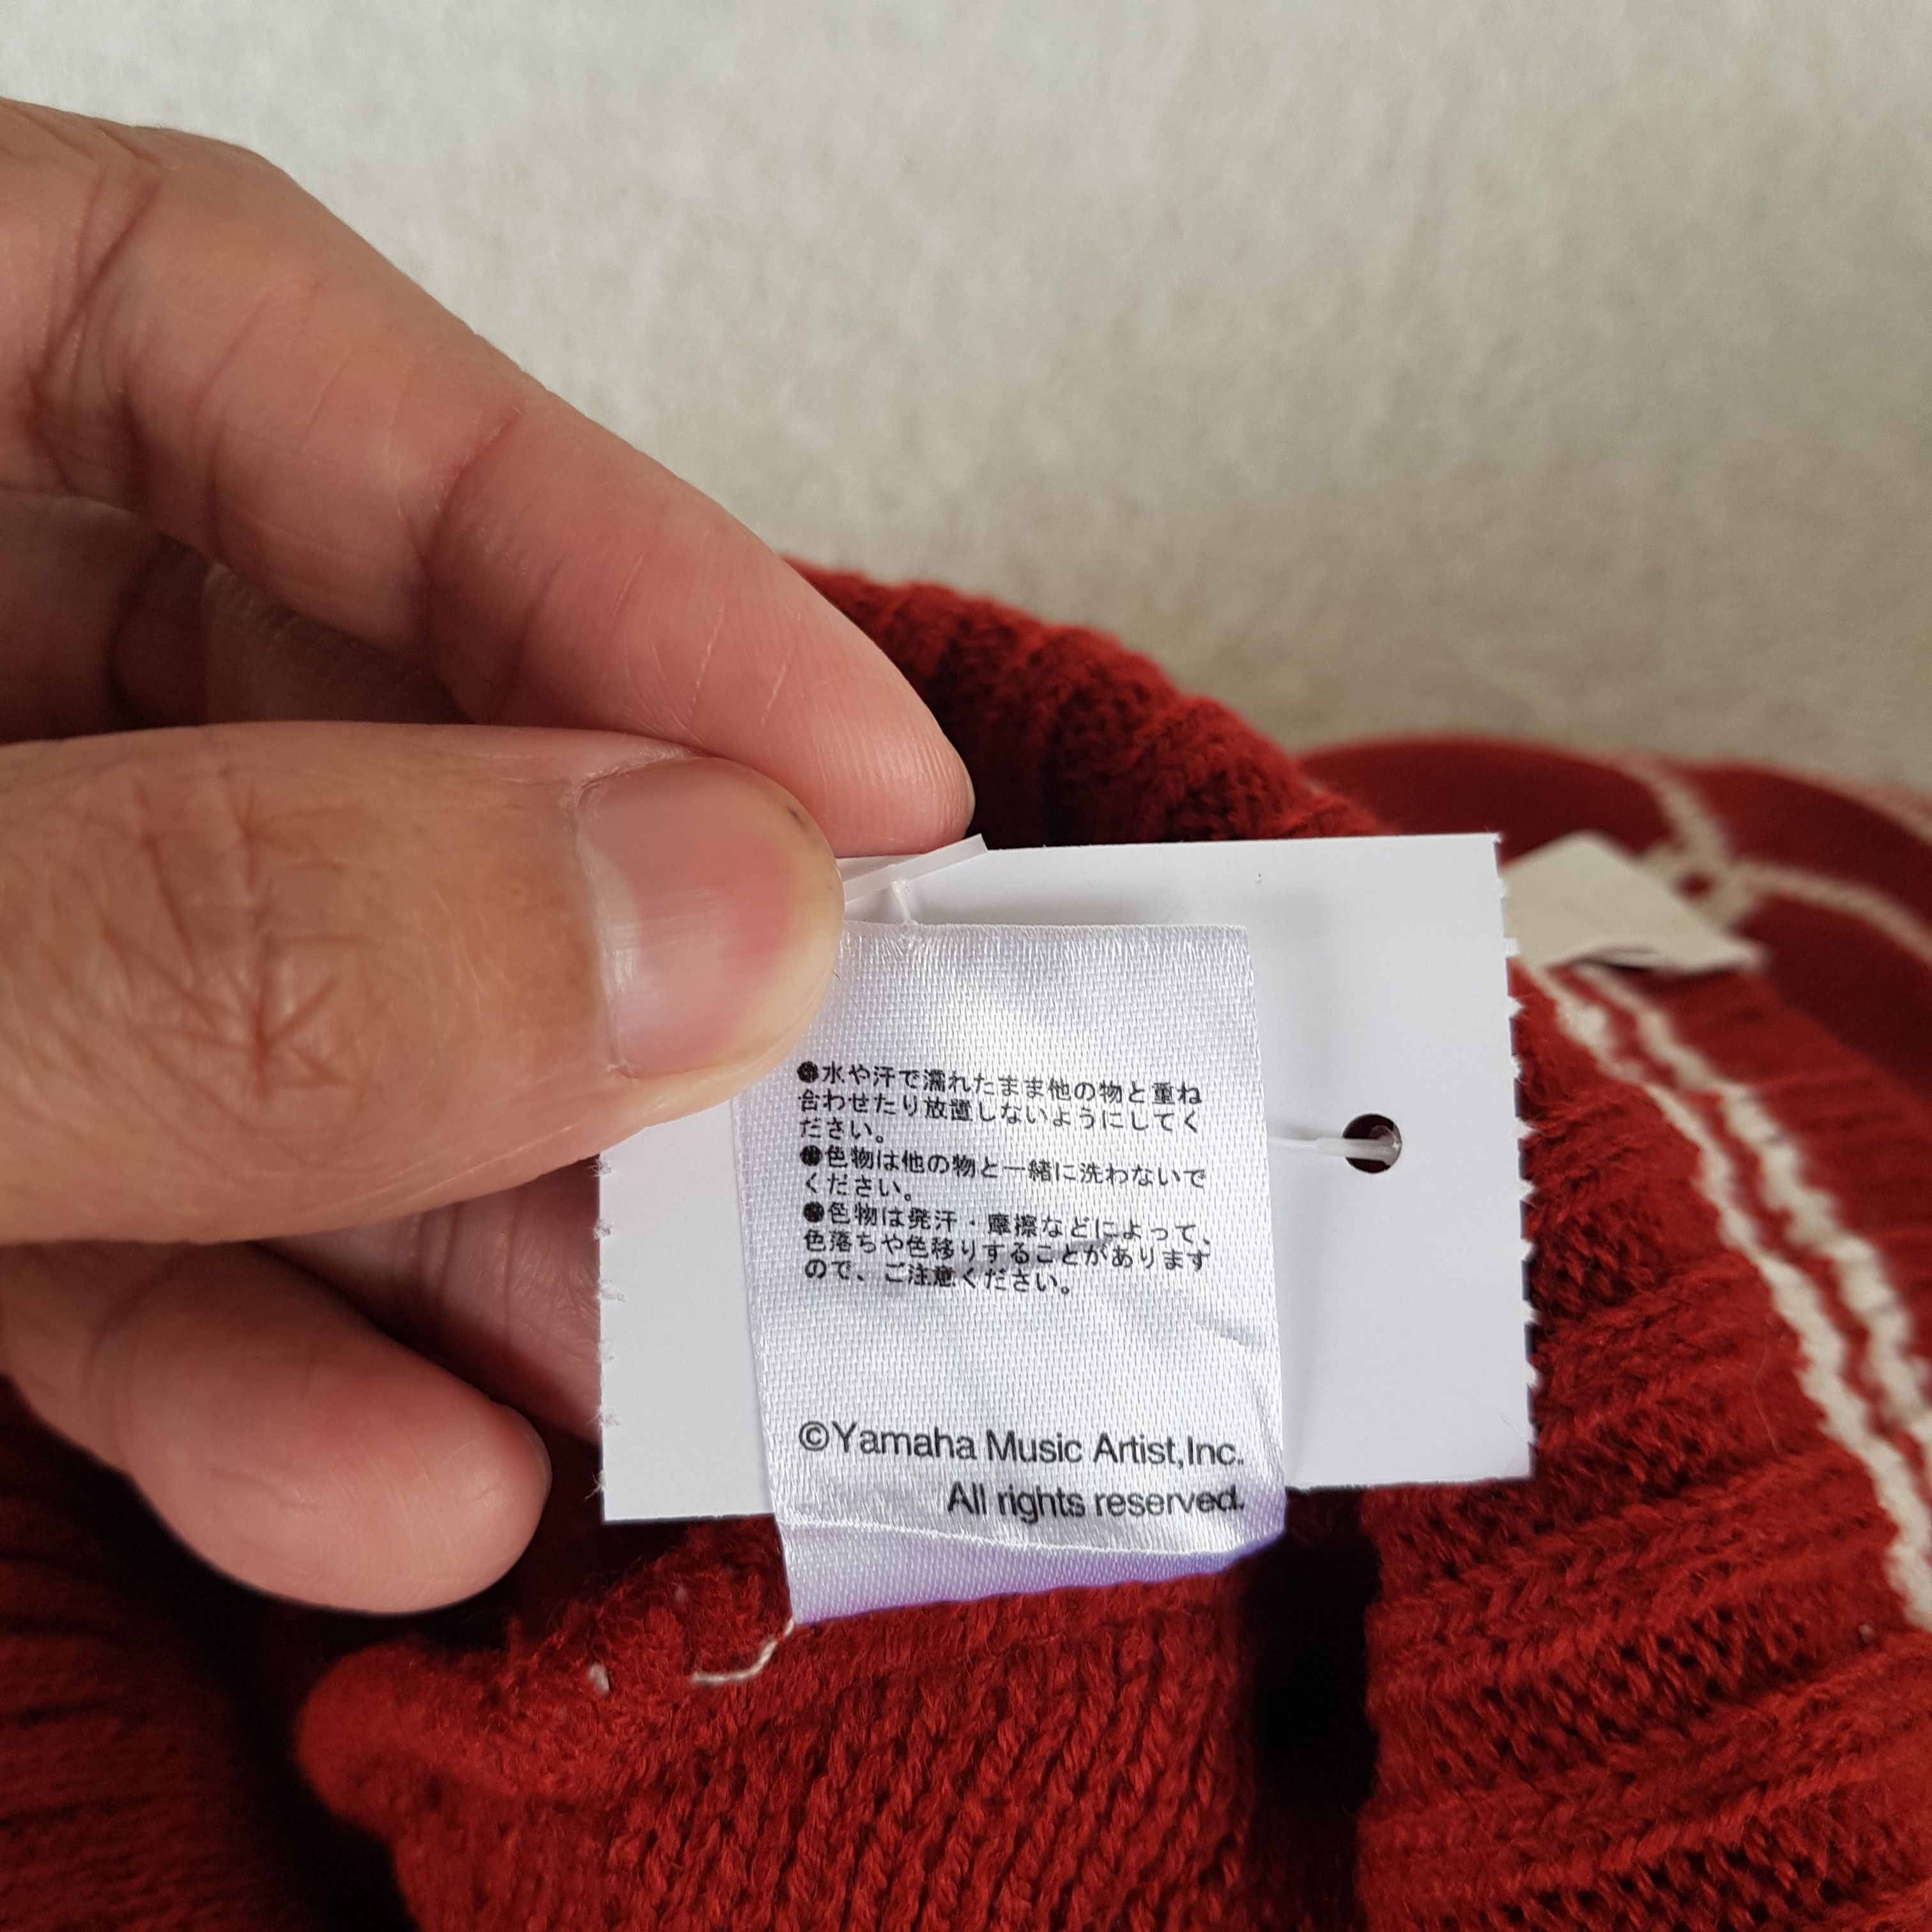 ●水や汗で濡れたまま他の物と重ね
合わせたり放置しないようにしてく
ださい。
●色物は他の物と一緒に洗わないで
ください。
●色物は発汗・摩擦などによって、
色落ちや色移りすることがあります
ので、ご注意ください。
©Yamaha Music Artist,Inc.
All rights reserved.